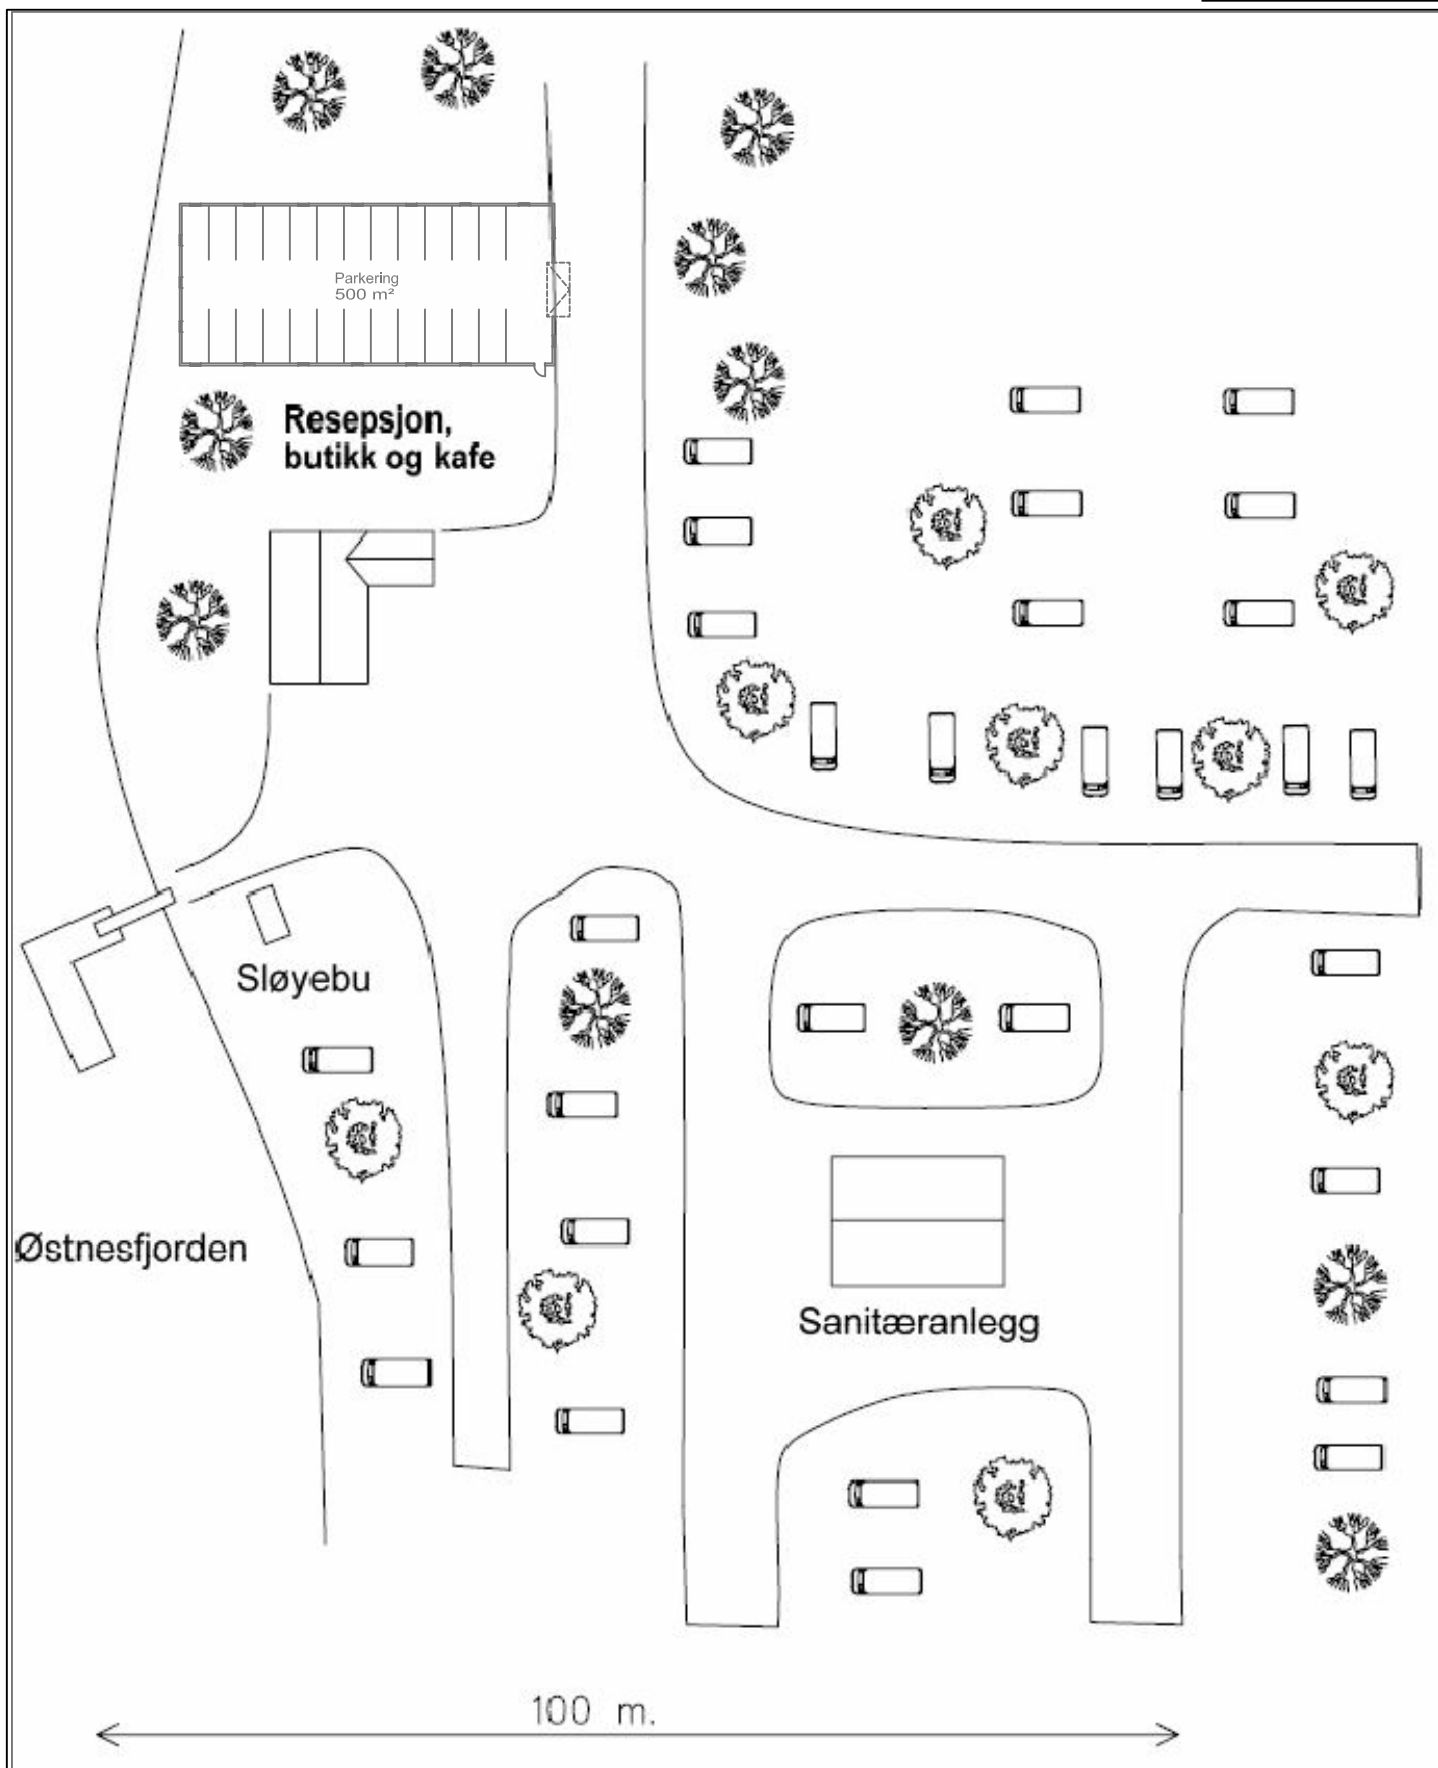 Parkering
500 m²
Resepsjon,
butikk og kafe
Sløyebu
Østnesfjorden
Sanitæranlegg
100 m.